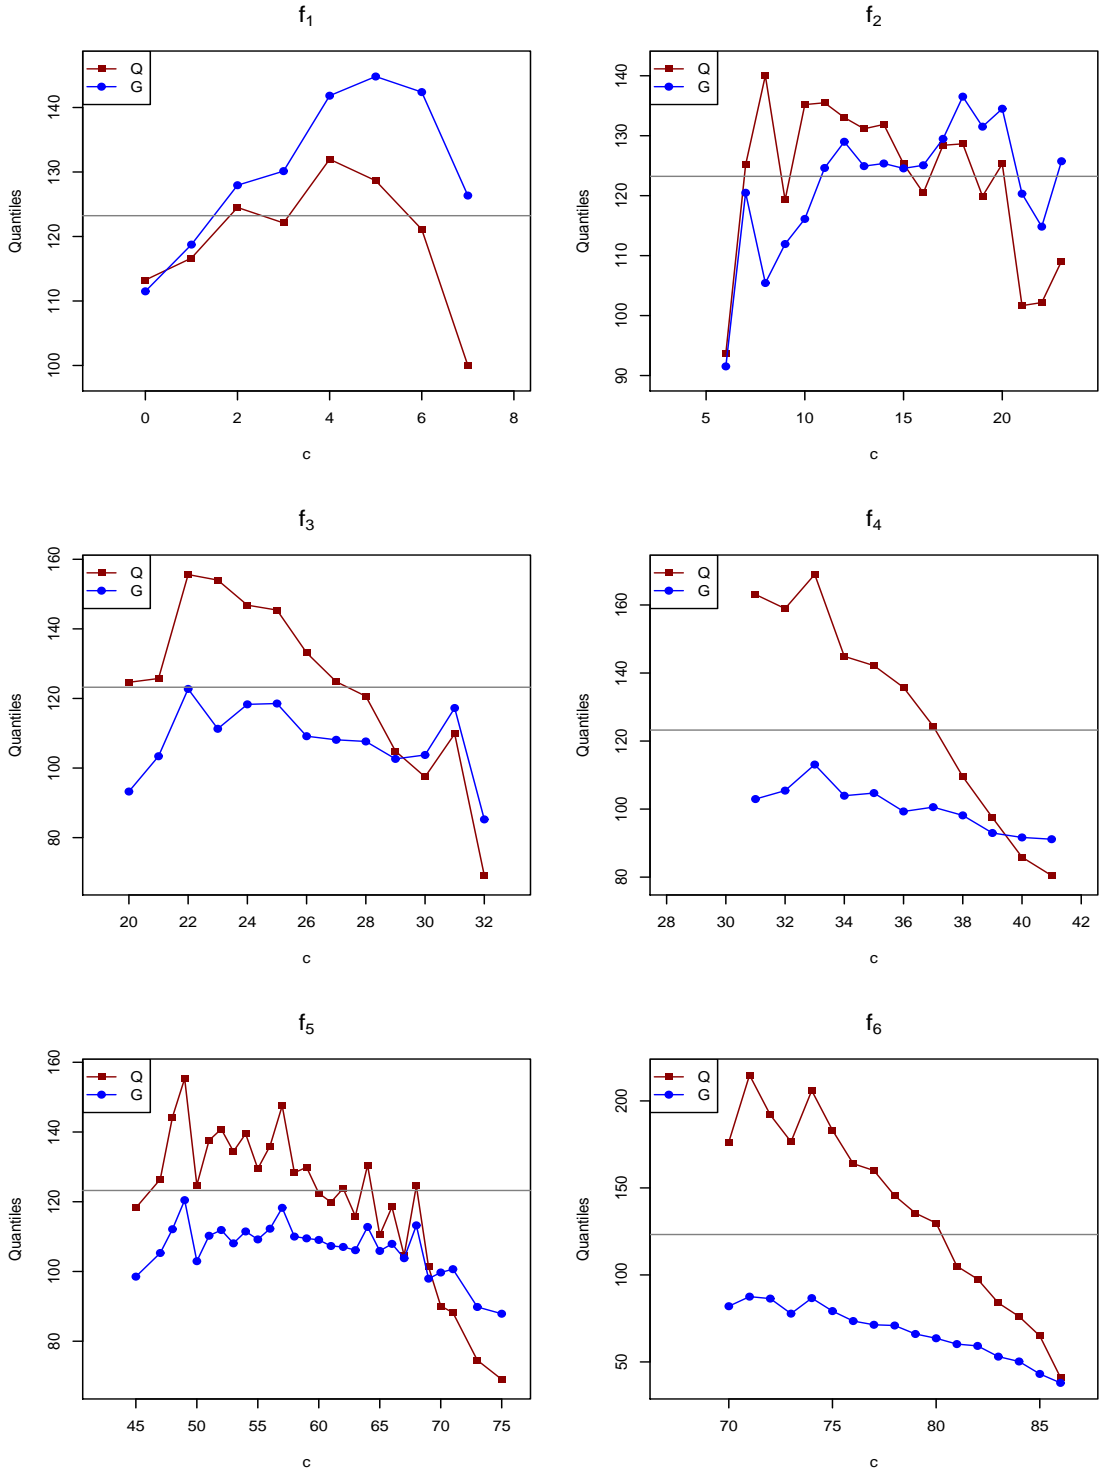 f1
Q
G
Quantiles
100 110 120 130 140
0 2 4 6 8
c
f2
Q
G
Quantiles
90 100 110 120 130 140
5 10 15 20
c
f3
Q
G
Quantiles
80 100 120 140 160
20 22 24 26 28 30 32
c
f4
Q
G
Quantiles
80 100 120 140 160
28 30 32 34 36 38 40 42
c
f5
Q
G
Quantiles
80 100 120 140 160
45 50 55 60 65 70 75
c
f6
Q
G
Quantiles
50 100 150 200
70 75 80 85
c